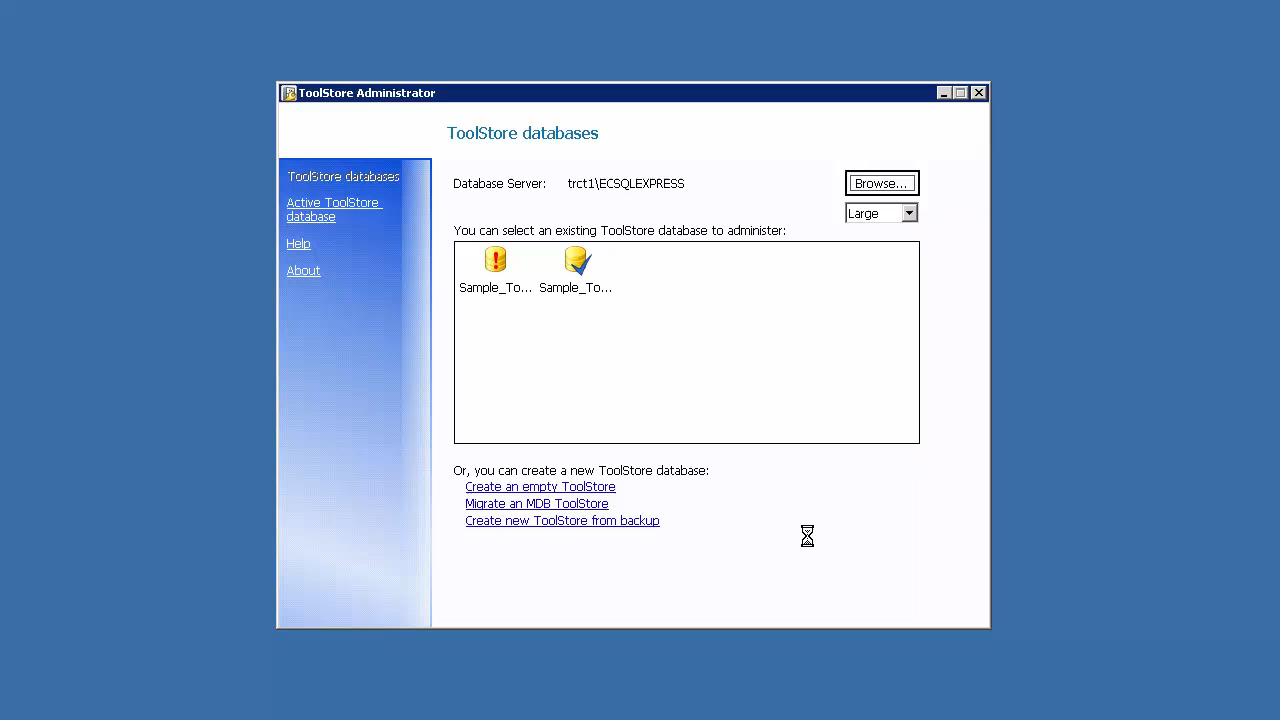 ToolStore Administrator
ToolStore databases
ToolStore databases
Active ToolStore
database
Help
About
Database Server: trct1\ECSQLEXPRESS
Browse...
Large
You can select an existing ToolStore database to administer:
Sample_To... Sample_To...
Or, you can create a new ToolStore database:
Create an empty ToolStore
Migrate an MDB ToolStore
Create new ToolStore from backup